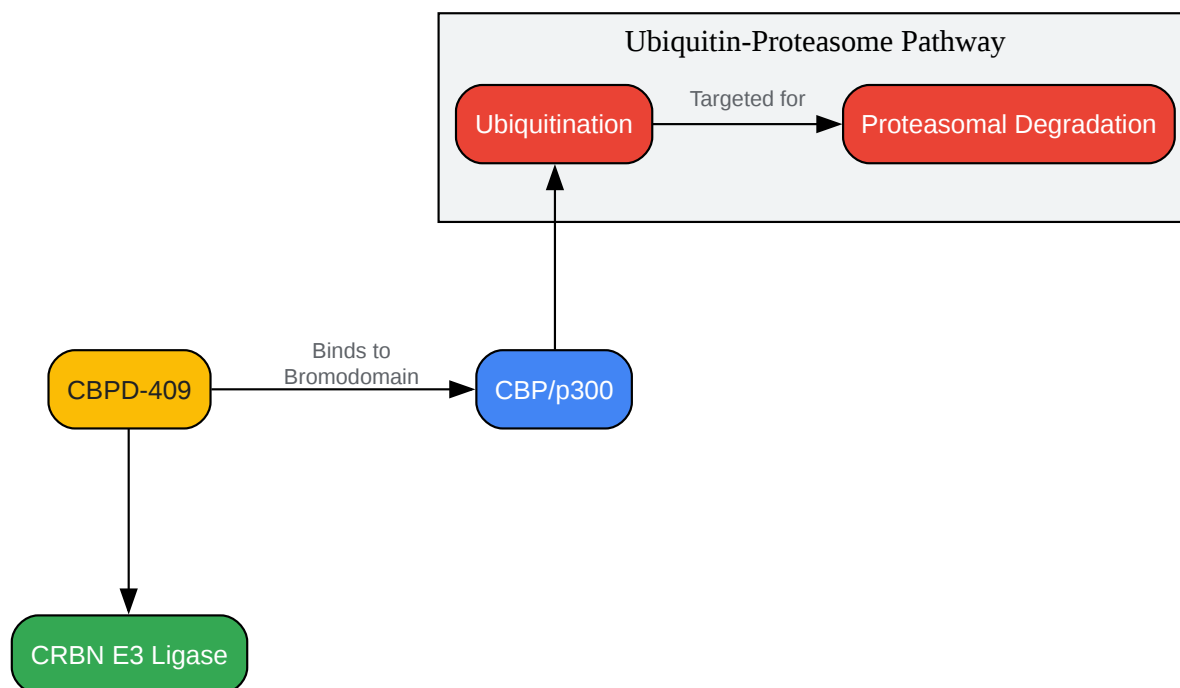 Ubiquitin-Proteasome Pathway
Ubiquitination
Targeted for
Proteasomal Degradation
CBPD-409
Binds to
Bromodomain
CBP/p300
CRBN E3 Ligase